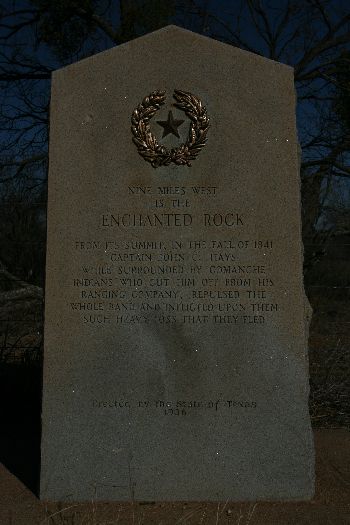 NINE MILES WEST
IS THE
ENCHANTED ROCK
FROM ITS SUMMIT, IN THE FALL OF 1841
CAPTAIN JOHN C. HAYS
WHILE SURROUNDED BY COMANCHE
INDIANS WHO CUT HIM OFF FROM HIS
RANGING COMPANY, REPULSED THE
WHOLE BAND AND INFLICTED UPON THEM
SUCH HEAVY LOSS THAT THEY FLED
Erected by the State of Texas
1936